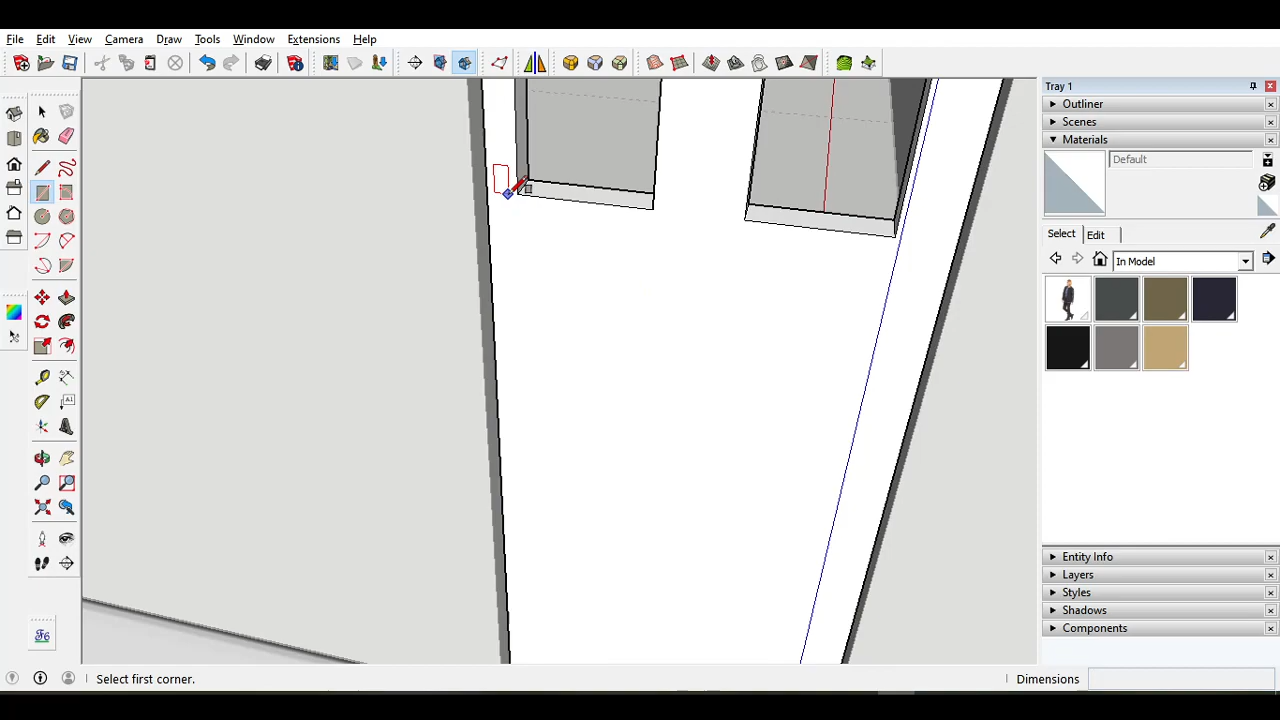 File Edit View Camera Draw Tools Window Extensions Help
Tray 1
Outliner
Scenes
Materials
Default
Select Edit
In Model
Entity Info
Layers
Styles
Shadows
Components
Select first corner.
Dimensions